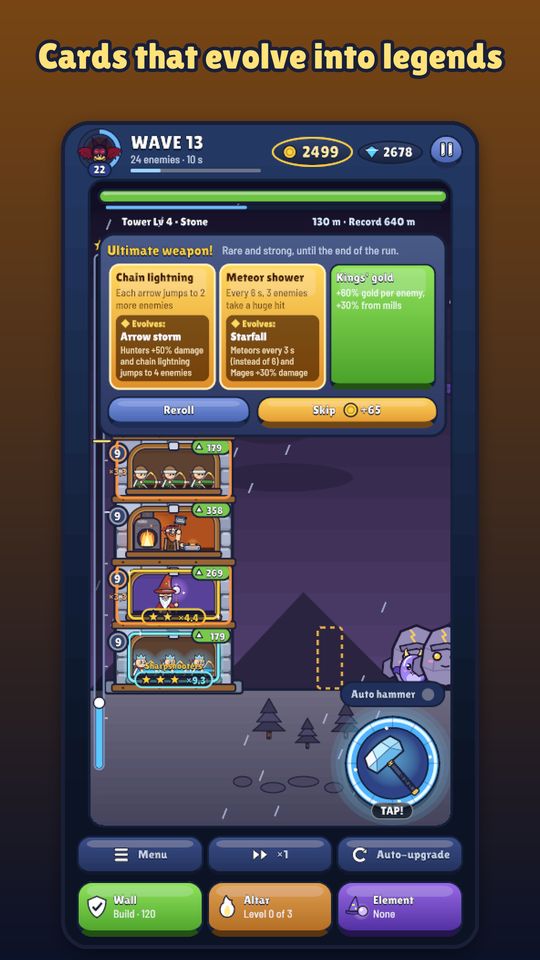 Cards that evolve into legends
WAVE 13
24 enemies · 10 s
2499
2678
22
Tower Lv 4 · Stone
130 m · Record 640 m
Ultimate weapon! Rare and strong, until the end of the run.
Chain lightning
Each arrow jumps to 2
more enemies
Evolves:
Arrow storm
Hunters +50% damage
and chain lightning
jumps to 4 enemies
Meteor shower
Every 6 s, 3 enemies
take a huge hit
Evolves:
Starfall
Meteors every 3 s
(instead of 6) and
Mages +30% damage
Kings' gold
+60% gold per enemy,
+30% from mills
Reroll
Skip +65
9
179
9
358
9
269
×4.4
9
179
Sharpshooters
×9.3
Auto hammer
TAP!
Menu
×1
Auto-upgrade
Wall
Build · 120
Altar
Level 0 of 3
Element
None